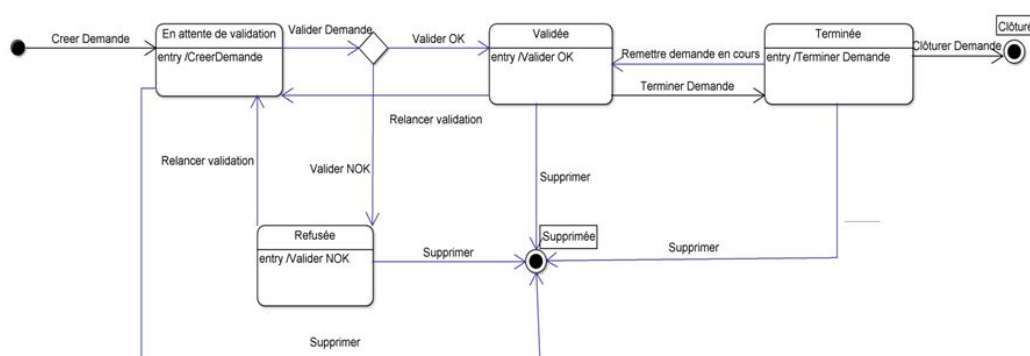 Clôturé
Creer Demande
En attente de validation
entry /CreerDemande
Valider Demande
Valider OK
Validée
entry /Valider OK
Remettre demande en cours
Terminer Demande
Terminée
entry /Terminer Demande
Clôturer Demande
Relancer validation
Relancer validation
Valider NOK
Supprimer
Refusée
entry /Valider NOK
Supprimer
Supprimée
Supprimer
Supprimer